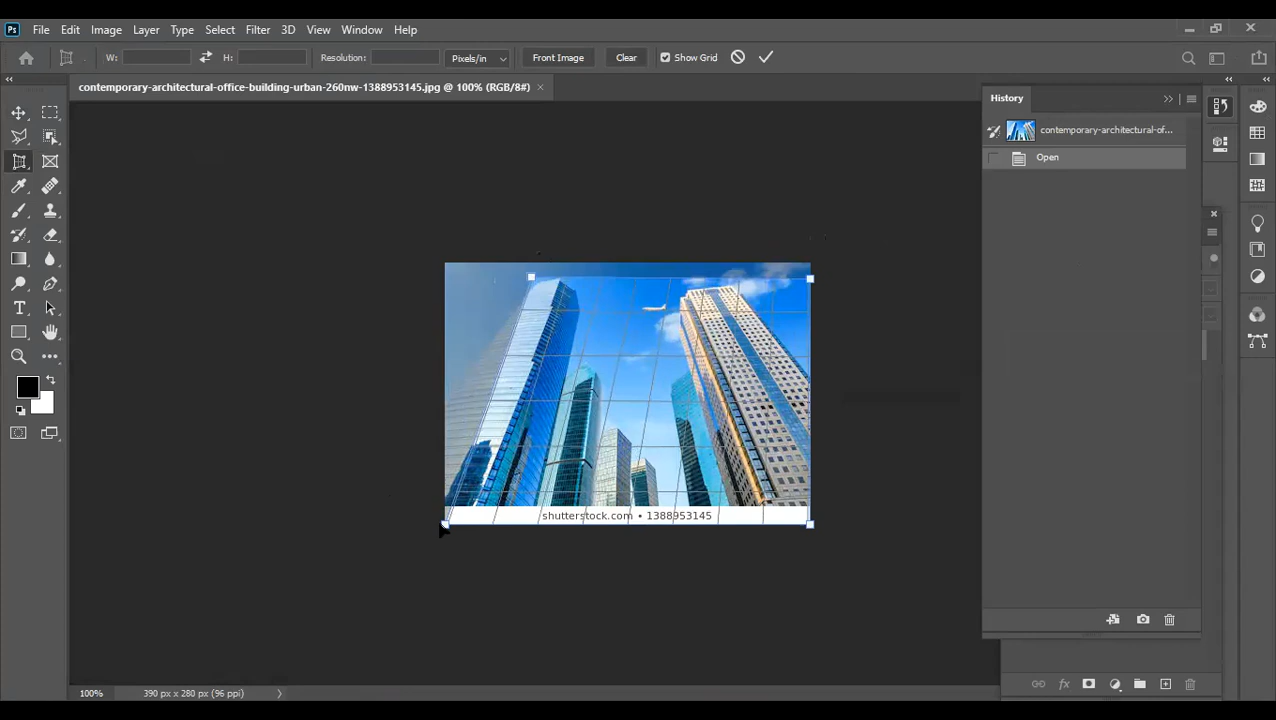 Ps File Edit Image Layer Type Select Filter 3D View Window Help
W: H: Resolution: Pixels/in Front Image Clear Show Grid
contemporary-architectural-office-building-urban-260nw-1388953145.jpg @ 100% (RGB/8#) ×
History
contemporary-architectural-of...
Open
shutterstock.com • 1388953145
100% 390 px x 280 px (96 ppi)
fx